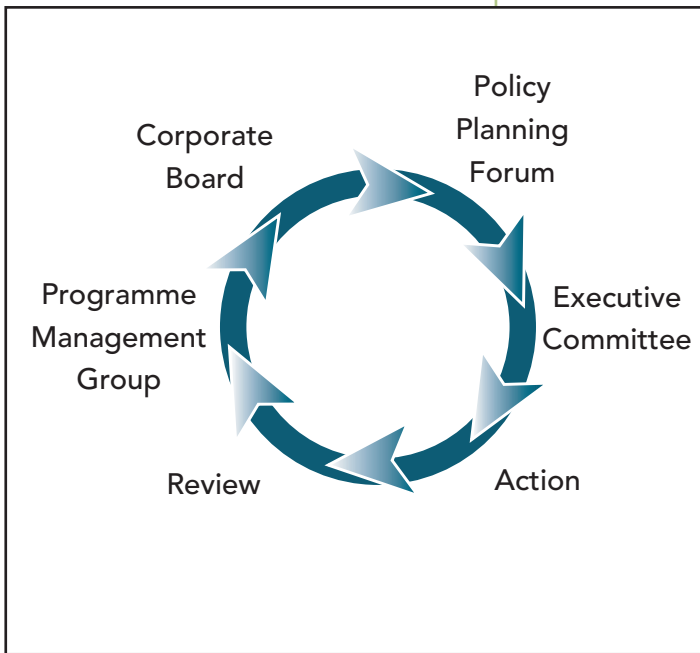 Corporate
Board
Policy
Planning
Forum
Executive
Committee
Action
Review
Programme
Management
Group